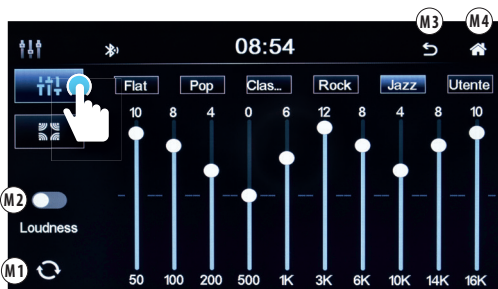 M3 M4
08:54
Flat Pop Clas... Rock Jazz Utente
10 8 4 0 6 12 8 4 8 10
M2
Loudness
M1
50 100 200 500 1K 3K 6K 10K 14K 16K